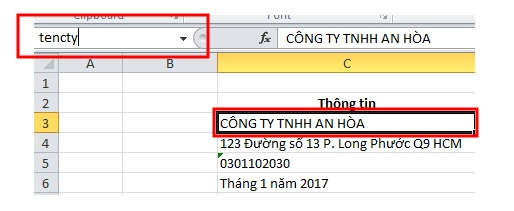 Clipboard Font
tencty fx CÔNG TY TNHH AN HÒA
A B C
1
2 Thông tin
3 CÔNG TY TNHH AN HÒA
4 123 Đường số 13 P. Long Phước Q9 HCM
5 0301102030
6 Tháng 1 năm 2017